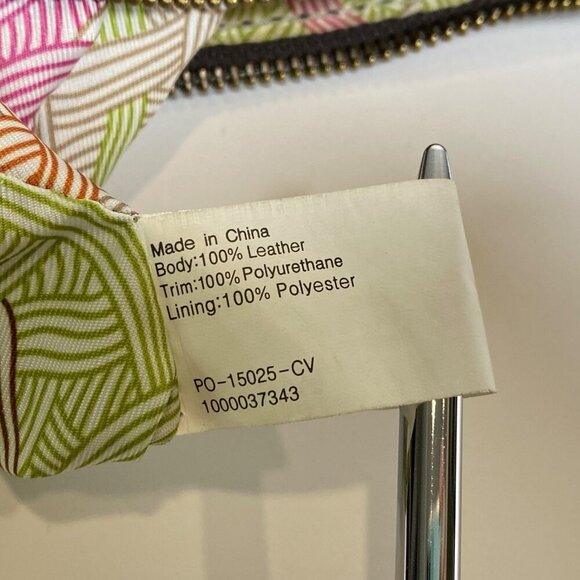 Made in China
Body:100% Leather
Trim:100% Polyurethane
Lining:100% Polyester
PO-15025-CV
1000037343